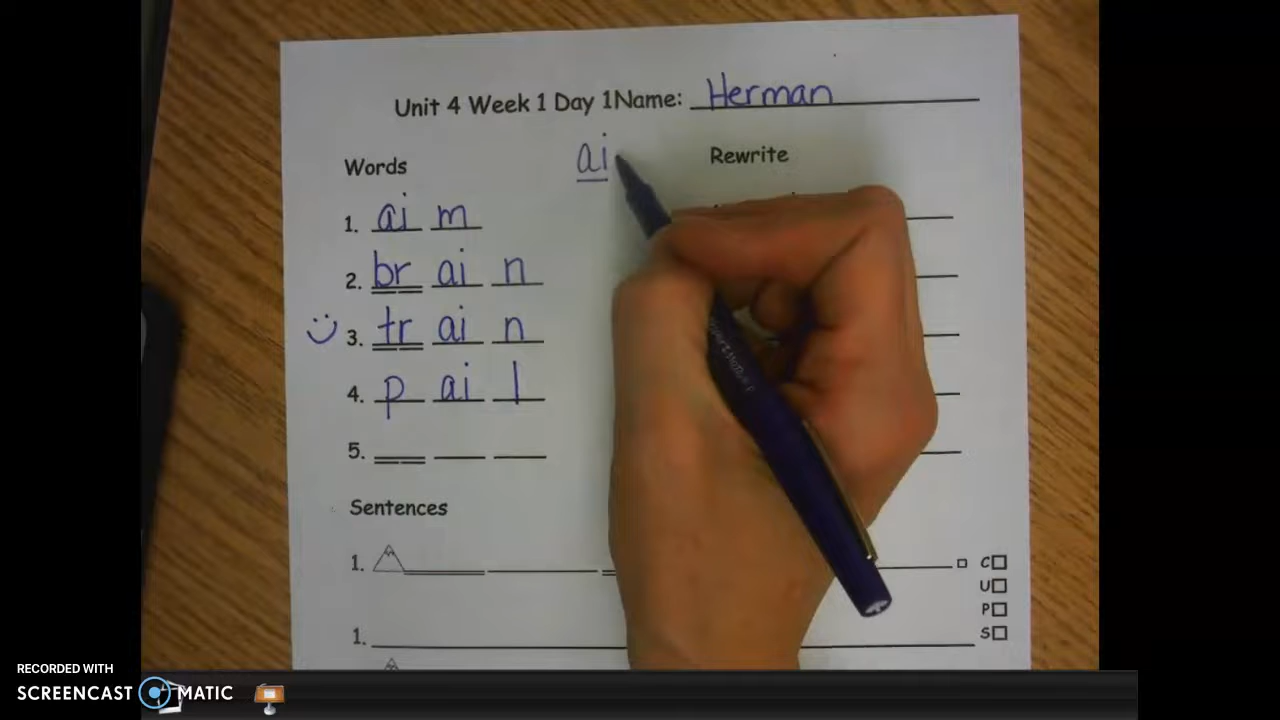 Unit 4 Week 1 Day 1Name: Herman
Words
ai
Rewrite
1. ai m
2. br ai n
3. tr ai n
4. p ai l
5.
Sentences
1.
C
U
P
S
1.
RECORDED WITH
SCREENCAST MATIC